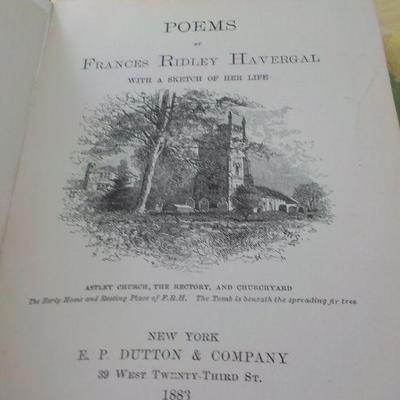 POEMS
BY
FRANCES RIDLEY HAVERGAL
WITH A SKETCH OF HER LIFE
ASTLEY CHURCH, THE RECTORY, AND CHURCHYARD
The Early Home and Resting Place of F.R.H. The Tomb is beneath the spreading fir tree
NEW YORK
E. P. DUTTON & COMPANY
39 WEST TWENTY-THIRD ST.
1883